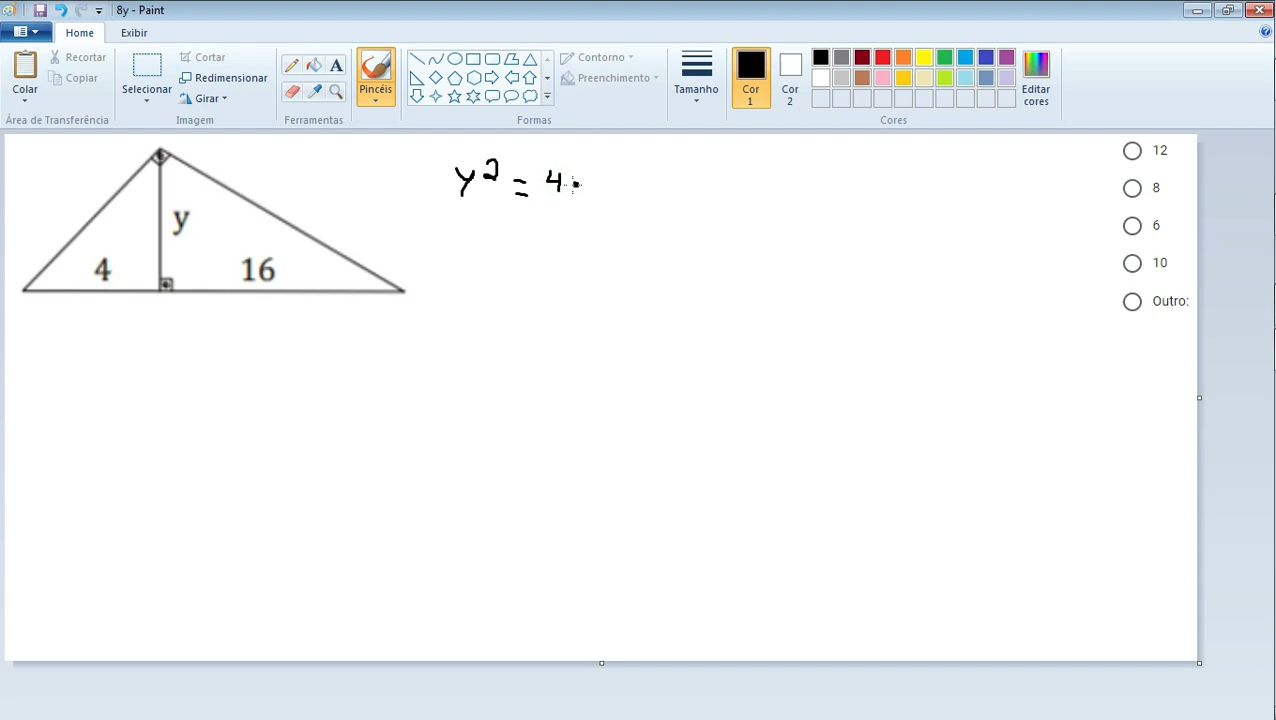 8y - Paint
Home Exibir
Colar
Recortar
Copiar
Área de Transferência
Selecionar
Cortar
Redimensionar
Girar
Imagem
A
Ferramentas
Pincéis
Contorno
Preenchimento
Formas
Tamanho
Cor
1
Cor
2
Editar
cores
Cores
y
4 16
y² = 4 ·
12
8
6
10
Outro: